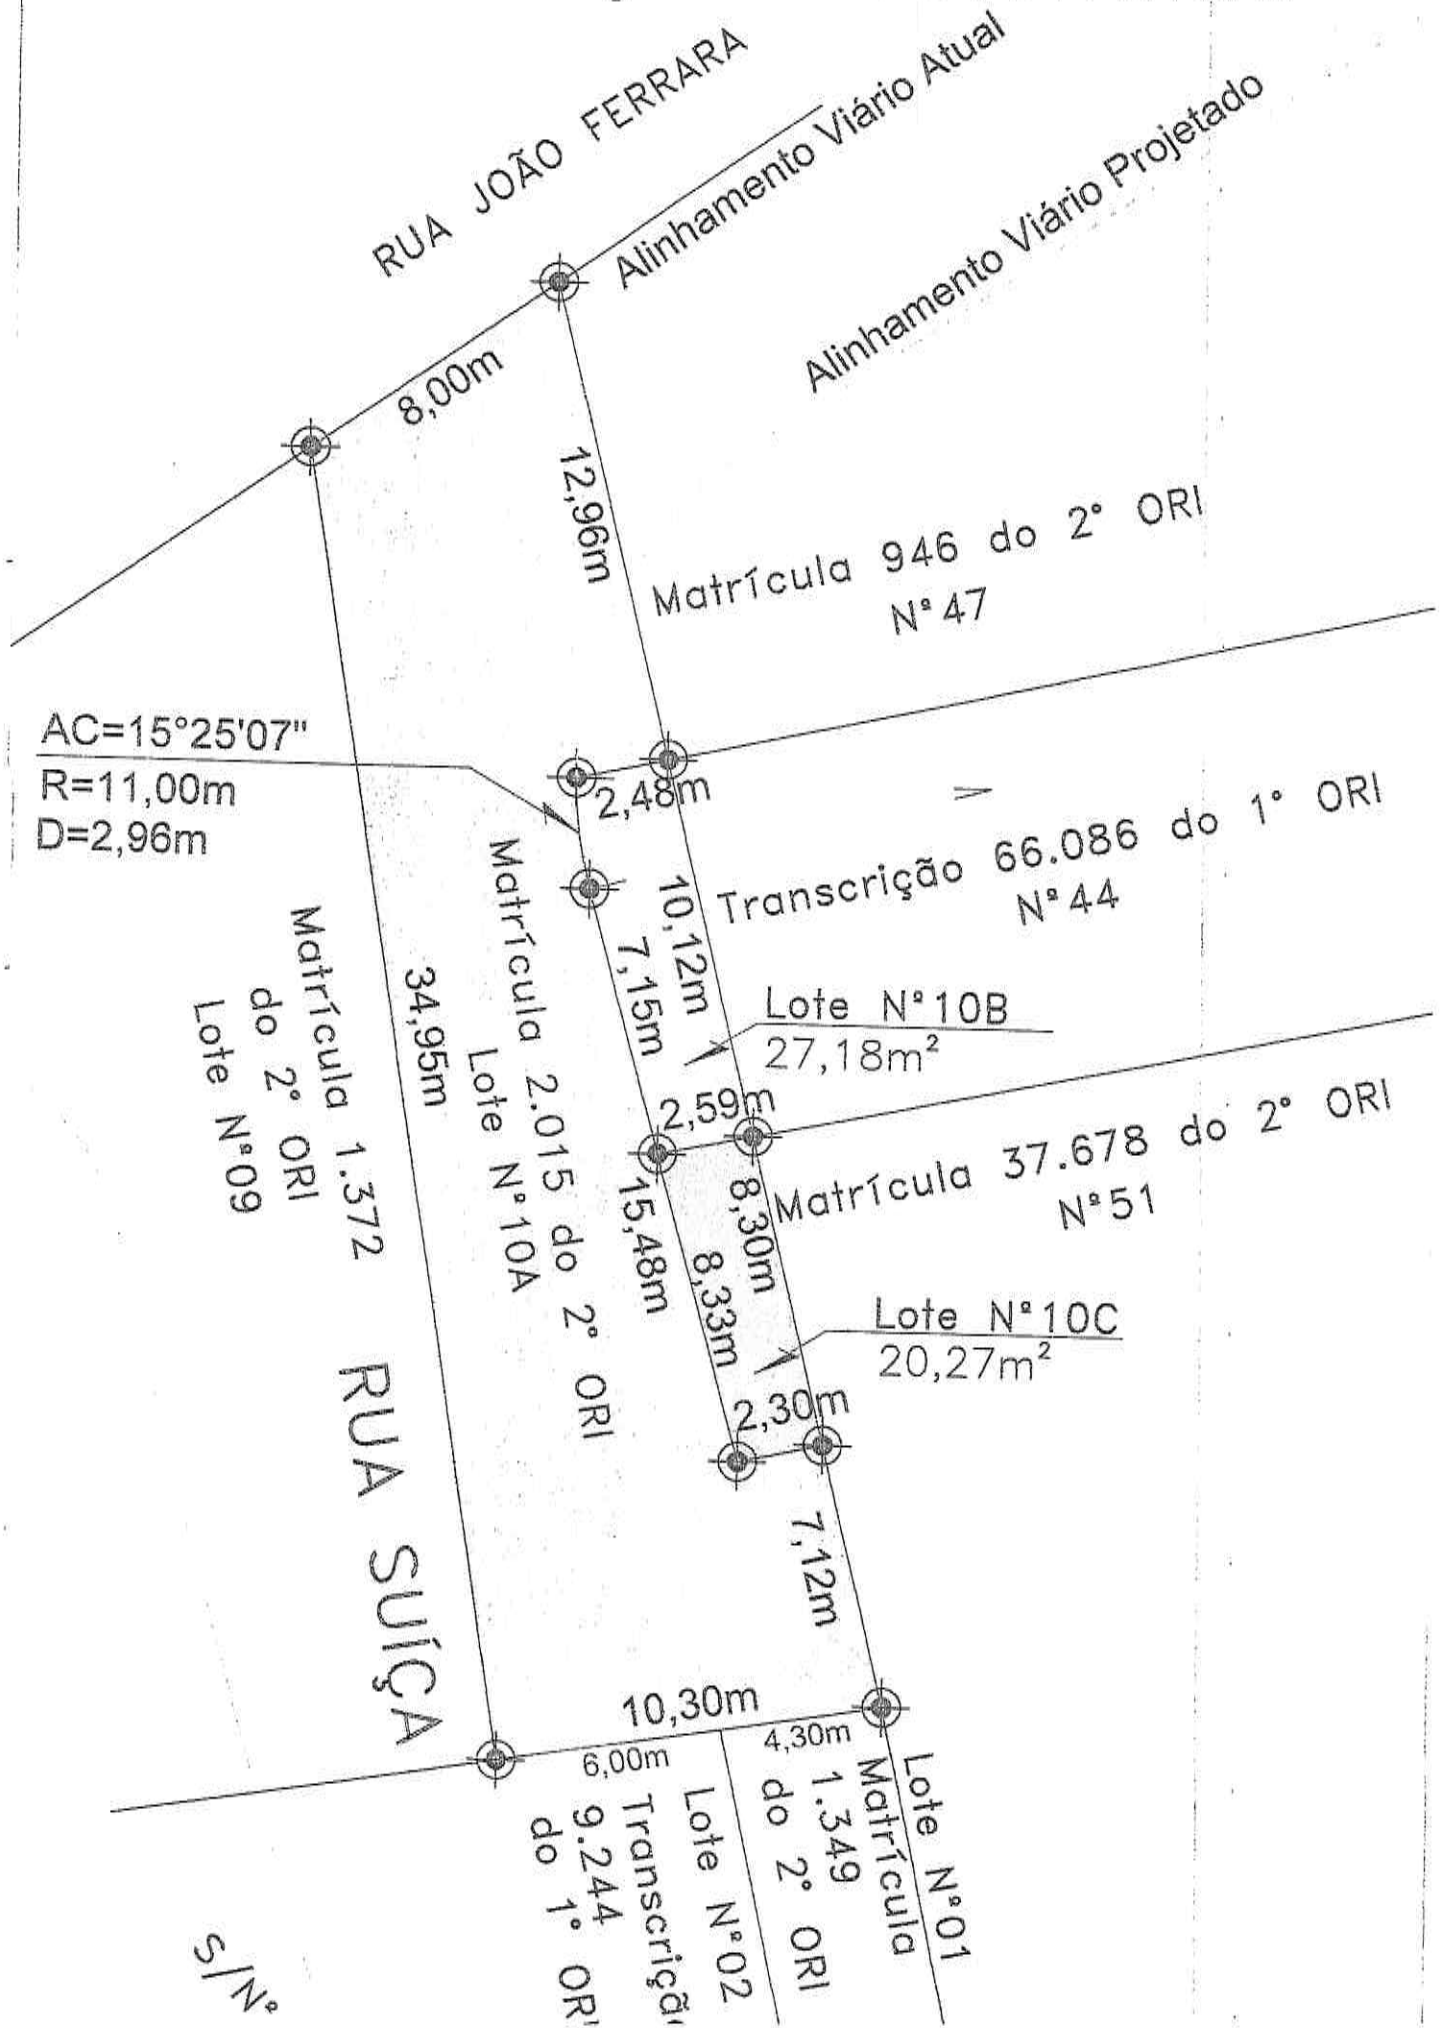 RUA JOÃO FERRARA
Alinhamento Viário Atual
Alinhamento Viário Projetado
8,00m
12,96m
Matrícula 946 do 2° ORI
N°47
AC=15°25'07"
R=11,00m
D=2,96m
2,48m
Transcrição 66.086 do 1° ORI
N°44
10,12m
7,15m
Lote N°10B
27,18m²
2,59m
Matrícula 37.678 do 2° ORI
N°51
Matrícula 2.015 do 2° ORI
Lote N°10A
34,95m
Matrícula 1.372
do 2° ORI
Lote N°09
15,48m
8,30m
8,33m
Lote N°10C
20,27m²
2,30m
RUA SUÍÇA
7,12m
10,30m
6,00m
4,30m
Lote N°01
Matrícula
1.349
do 2° ORI
Lote N°02
9.244
do 1°
S/N°